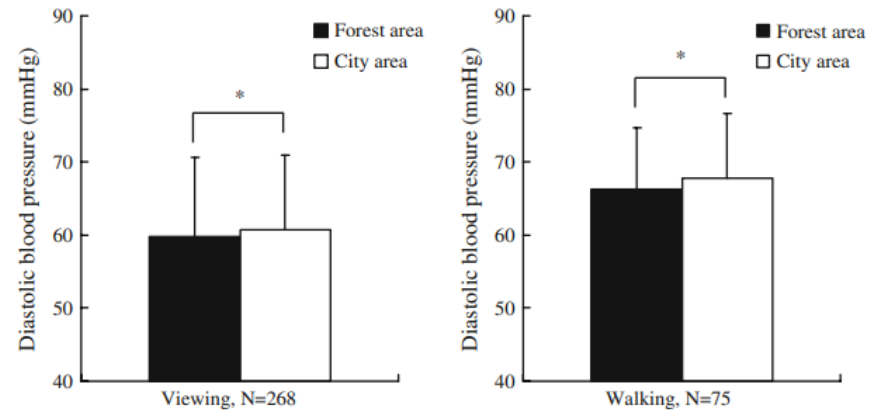 Diastolic blood pressure (mmHg)
90
80
70
60
50
40
Forest area
City area
*
Viewing, N=268
Diastolic blood pressure (mmHg)
90
80
70
60
50
40
Forest area
City area
*
Walking, N=75